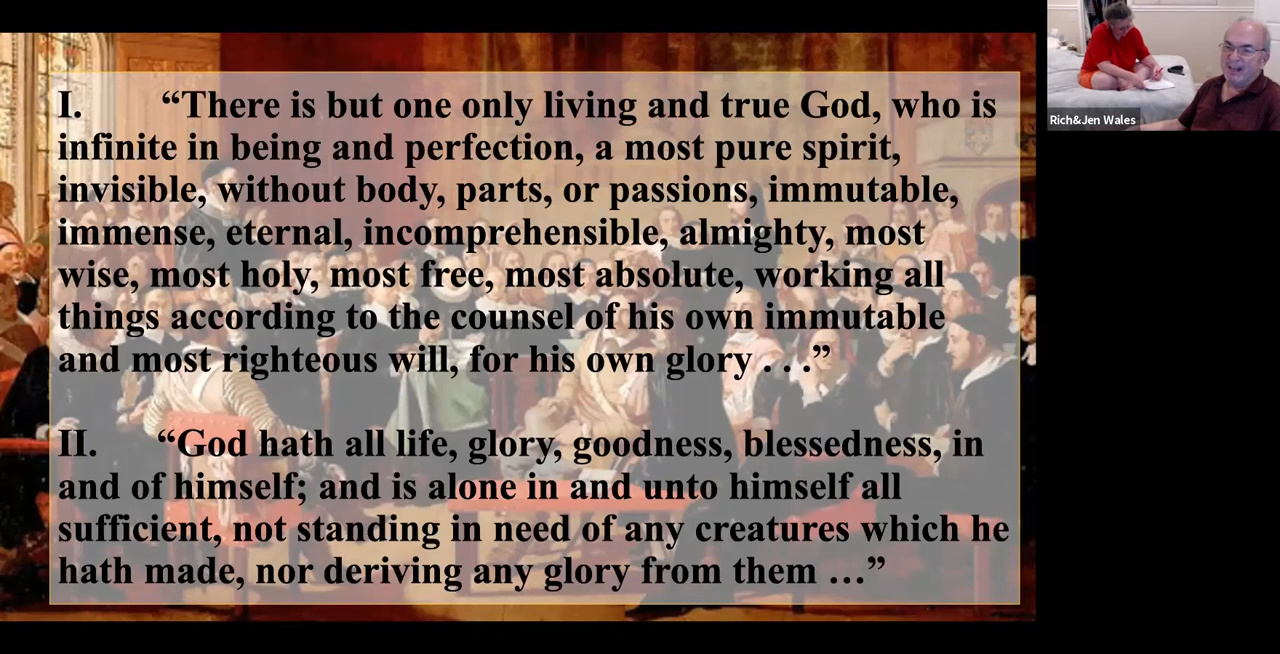 I. “There is but one only living and true God, who is
infinite in being and perfection, a most pure spirit,
invisible, without body, parts, or passions, immutable,
immense, eternal, incomprehensible, almighty, most
wise, most holy, most free, most absolute, working all
things according to the counsel of his own immutable
and most righteous will, for his own glory . . .”
II. “God hath all life, glory, goodness, blessedness, in
and of himself; and is alone in and unto himself all
sufficient, not standing in need of any creatures which he
hath made, nor deriving any glory from them …”
Rich&Jen Wales